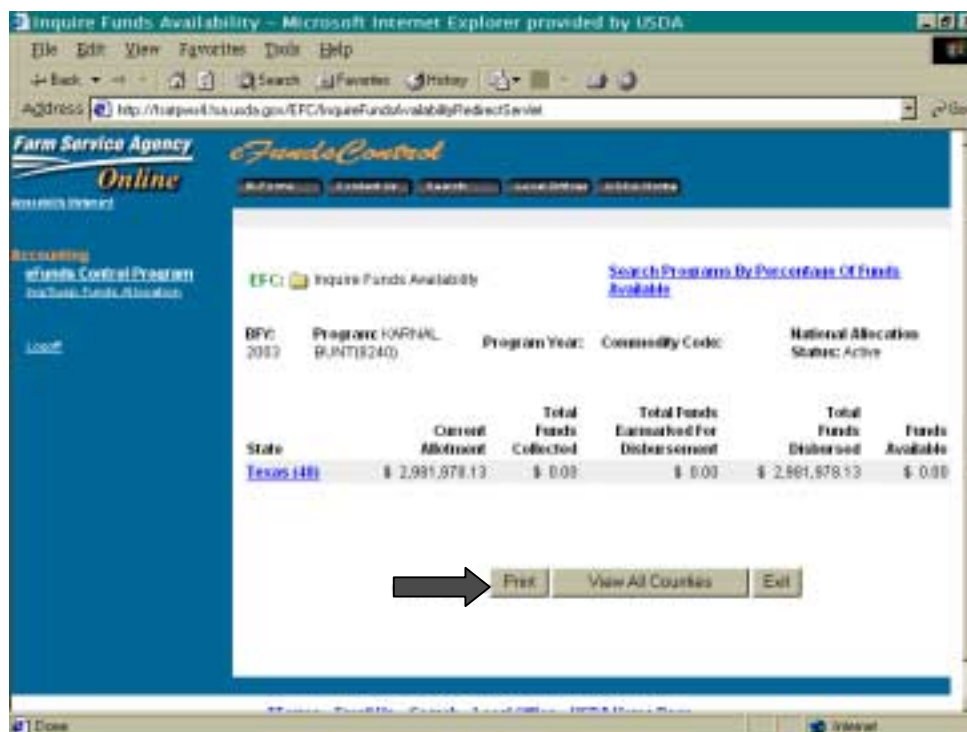 Inquire Funds Availability - Microsoft Internet Explorer provided by USDA
File Edit View Favorites Tools Help
Back Search Favorites History
Address
Farm Service Agency
Online
eFundsControl
Accounting
eFunds Control Program
Logoff
EFC: Inquire Funds Availability
Search Programs By Percentage Of Funds Available
BFY: 2003
Program: KARNAL BUNT(8240)
Program Year:
Commodity Code:
National Allocation Status: Active
State Current Allotment Total Funds Collected Total Funds Earmarked For Disbursement Total Funds Disbursed Funds Available
Texas (48) $ 2,981,978.13 $ 0.00 $ 0.00 $ 2,981,978.13 $ 0.00
Print View All Counties Exit
Done Internet